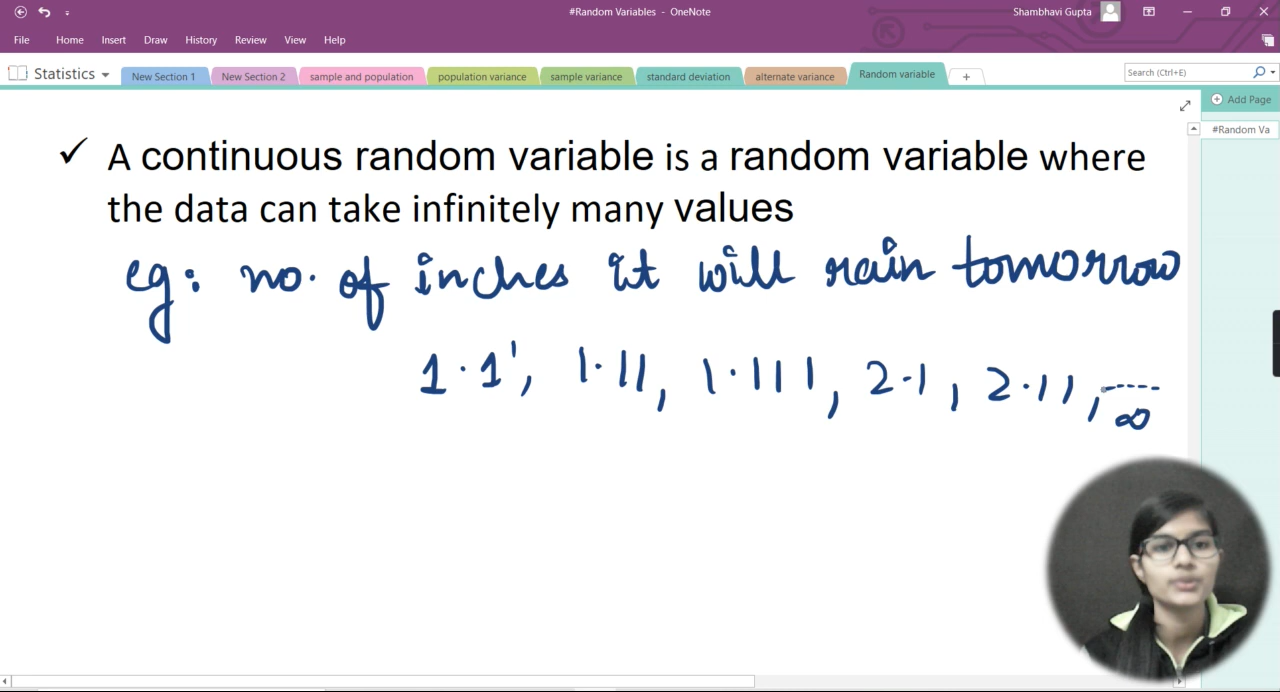 #Random Variables - OneNote
Shambhavi Gupta
File Home Insert Draw History Review View Help
Statistics New Section 1 New Section 2 sample and population population variance sample variance standard deviation alternate variance Random variable + Search (Ctrl+E)
Add Page
#Random Va
✓ A continuous random variable is a random variable where
the data can take infinitely many values
eg: no. of inches it will rain tomorrow
1.1', 1.11, 1.111, 2.1, 2.11, -----
∞